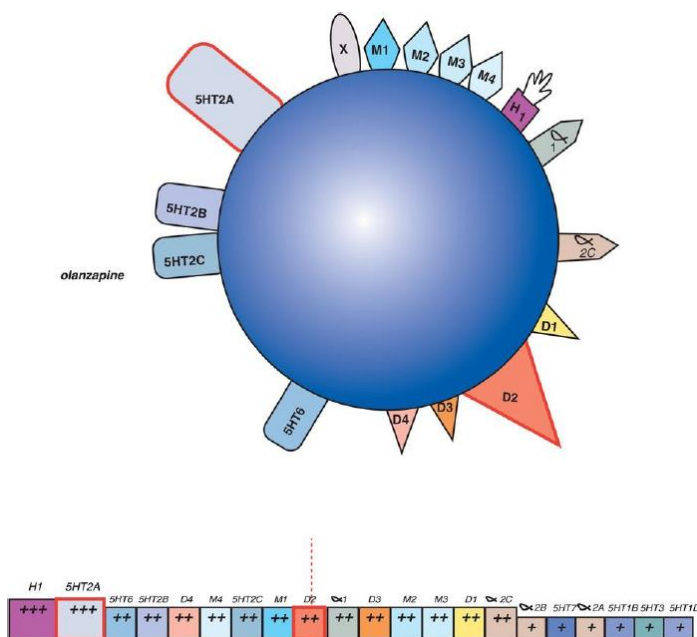 X M1 M2 M3 M4
5HT2A
H1
α1
5HT2B
α2C
5HT2C
olanzapine
D1
D2
5HT6
D4 D3
H1 5HT2A 5HT6 5HT2B D4 M4 5HT2C M1 D2 α1 D3 M2 M3 D1 α2C α2B 5HT7 α2A 5HT1B 5HT3
+++ +++ ++ ++ ++ ++ ++ ++ ++ ++ ++ ++ ++ ++ ++ + + + + + +